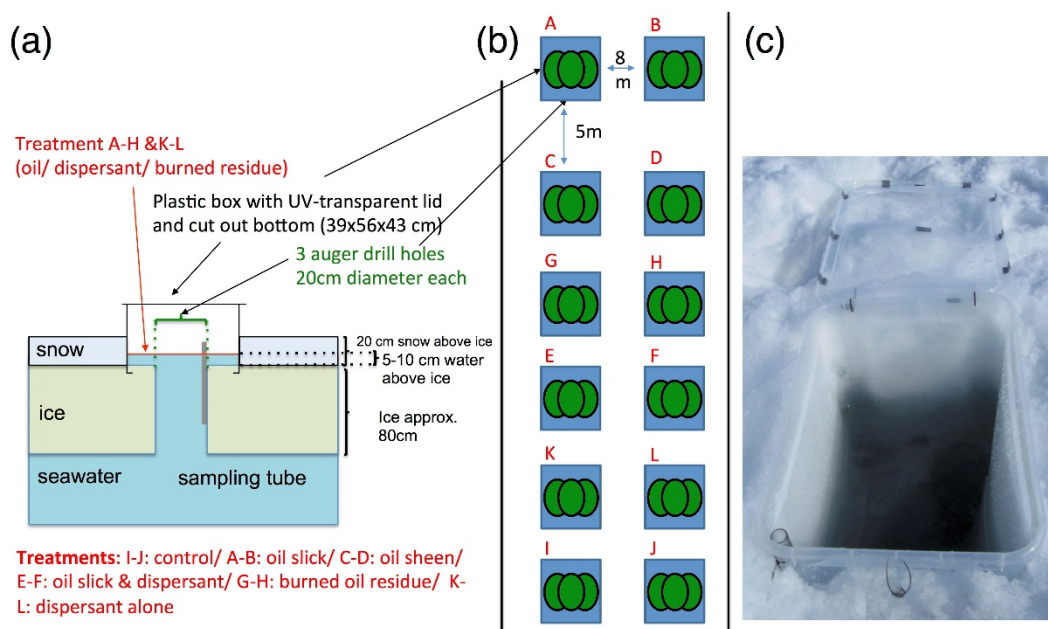 (a)
Treatment A-H &K-L
(oil/ dispersant/ burned residue)
Plastic box with UV-transparent lid
and cut out bottom (39x56x43 cm)
3 auger drill holes
20cm diameter each
snow
20 cm snow above ice
5-10 cm water
above ice
ice
Ice approx.
80cm
seawater
sampling tube
Treatments: I-J: control/ A-B: oil slick/ C-D: oil sheen/
E-F: oil slick & dispersant/ G-H: burned oil residue/ K-
L: dispersant alone
(b)
A
B
8
m
5m
C
D
G
H
E
F
K
L
I
J
(c)